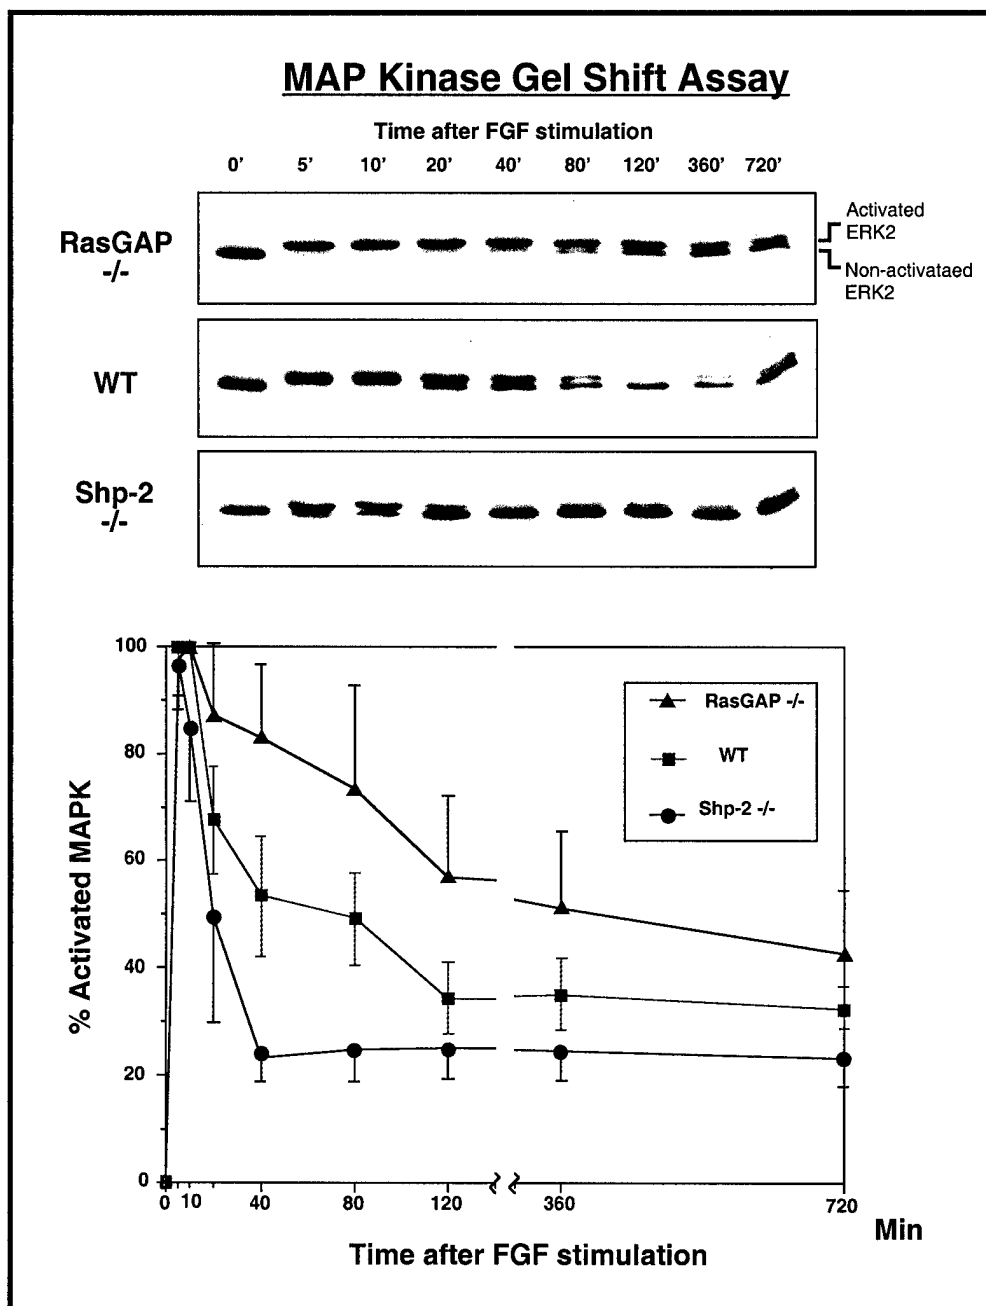 MAP Kinase Gel Shift Assay
Time after FGF stimulation
0' 5' 10' 20' 40' 80' 120' 360' 720'
RasGAP
-/-
Activated
ERK2
Non-activataed
ERK2
WT
Shp-2
-/-
100
80
60
40
20
0
% Activated MAPK
RasGAP -/-
WT
Shp-2 -/-
0 10 40 80 120 360 720
Min
Time after FGF stimulation